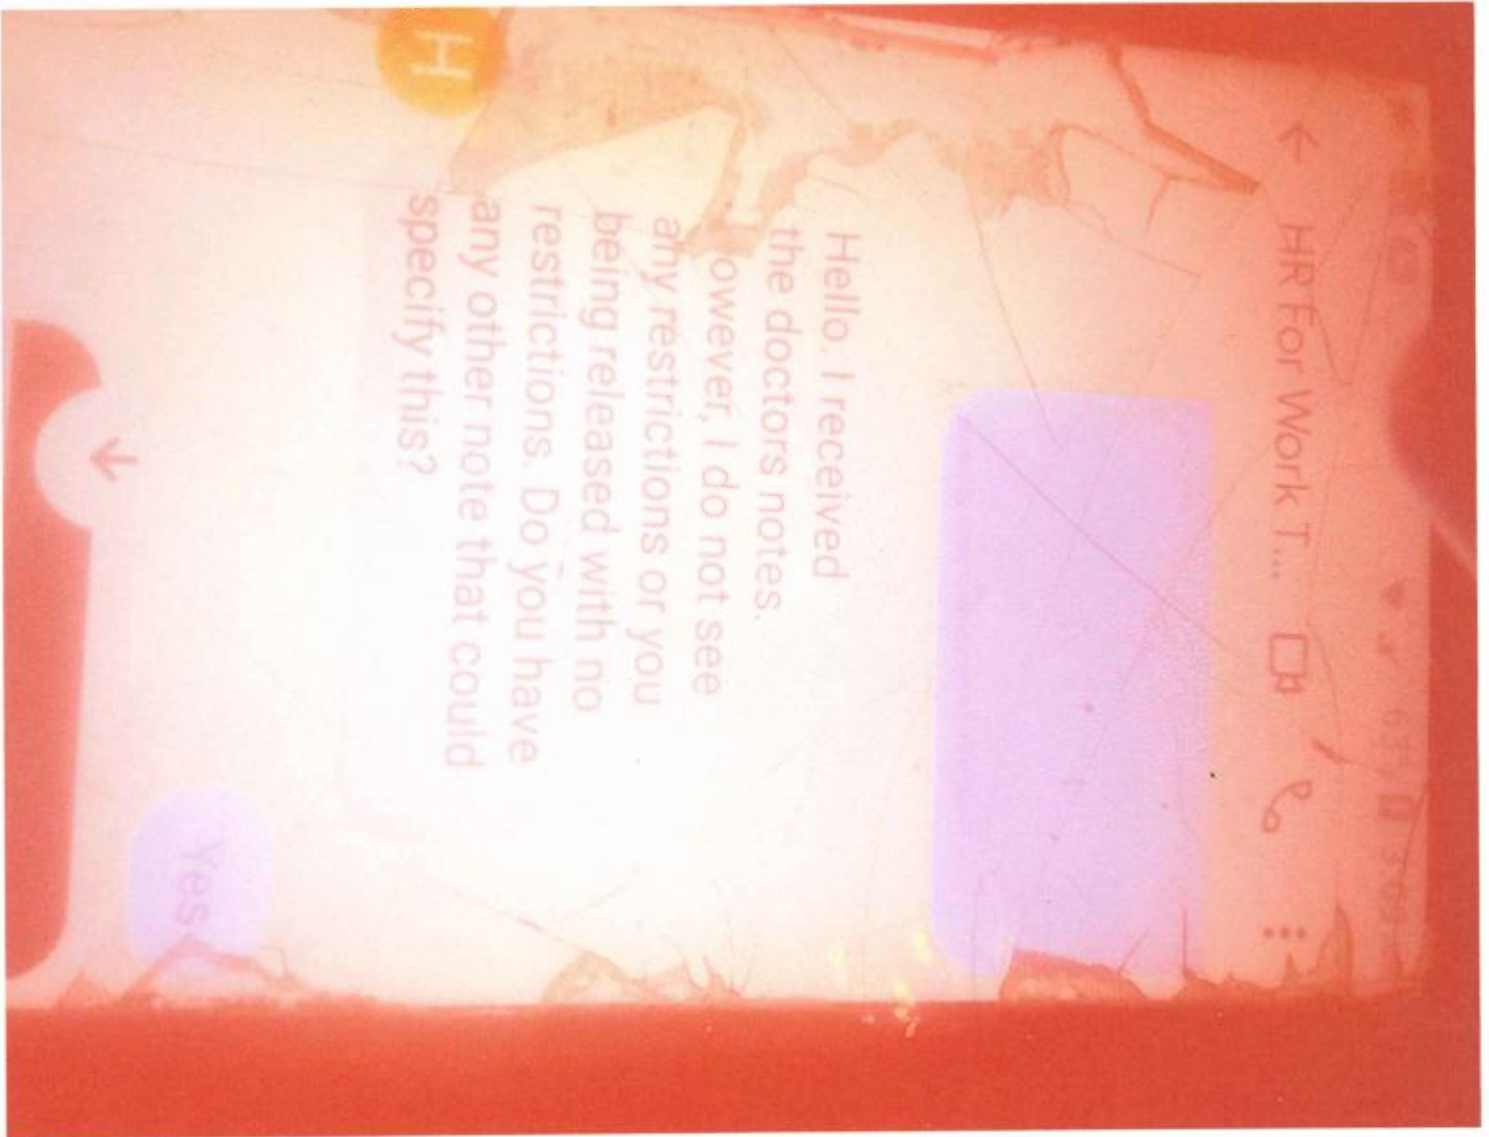 HR For Work T...
Hello. I received
the doctors notes.
owever, I do not see
any restrictions or you
being released with no
restrictions. Do you have
any other note that could
specify this?
H
Yes